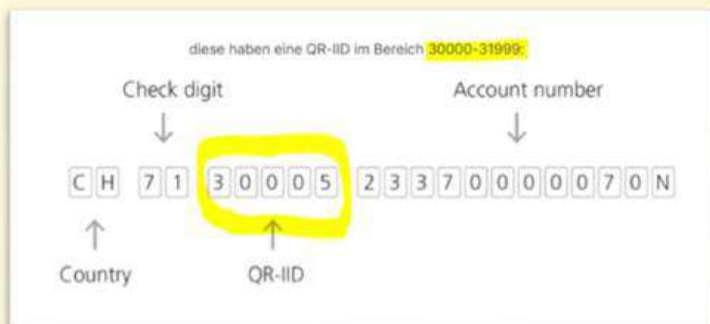 diese haben eine QR-IID im Bereich 30000-31999:
Check digit Account number
CH 71 30005 233700000070N
Country QR-IID